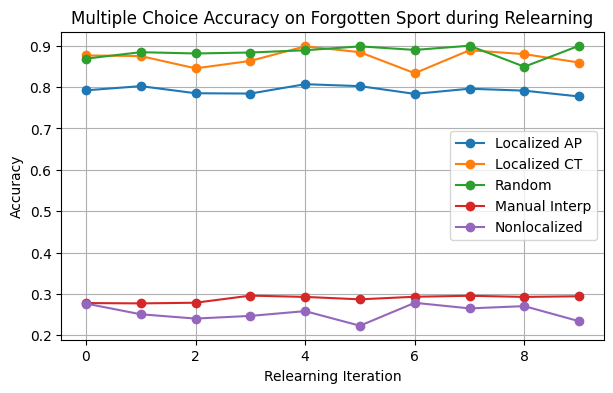 Multiple Choice Accuracy on Forgotten Sport during Relearning
Accuracy
0.9
0.8
0.7
0.6
0.5
0.4
0.3
0.2
Localized AP
Localized CT
Random
Manual Interp
Nonlocalized
0 2 4 6 8
Relearning Iteration